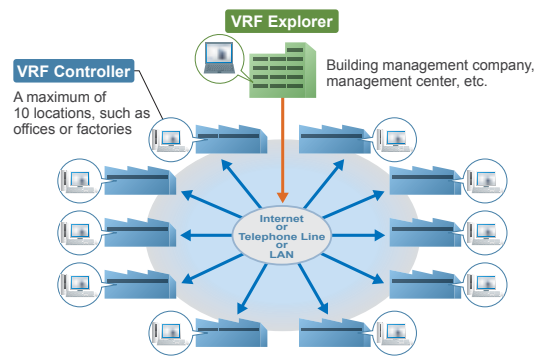 VRF Explorer
Building management company,
management center, etc.
VRF Controller
A maximum of
10 locations, such as
offices or factories
Internet
or
Telephone Line
or
LAN